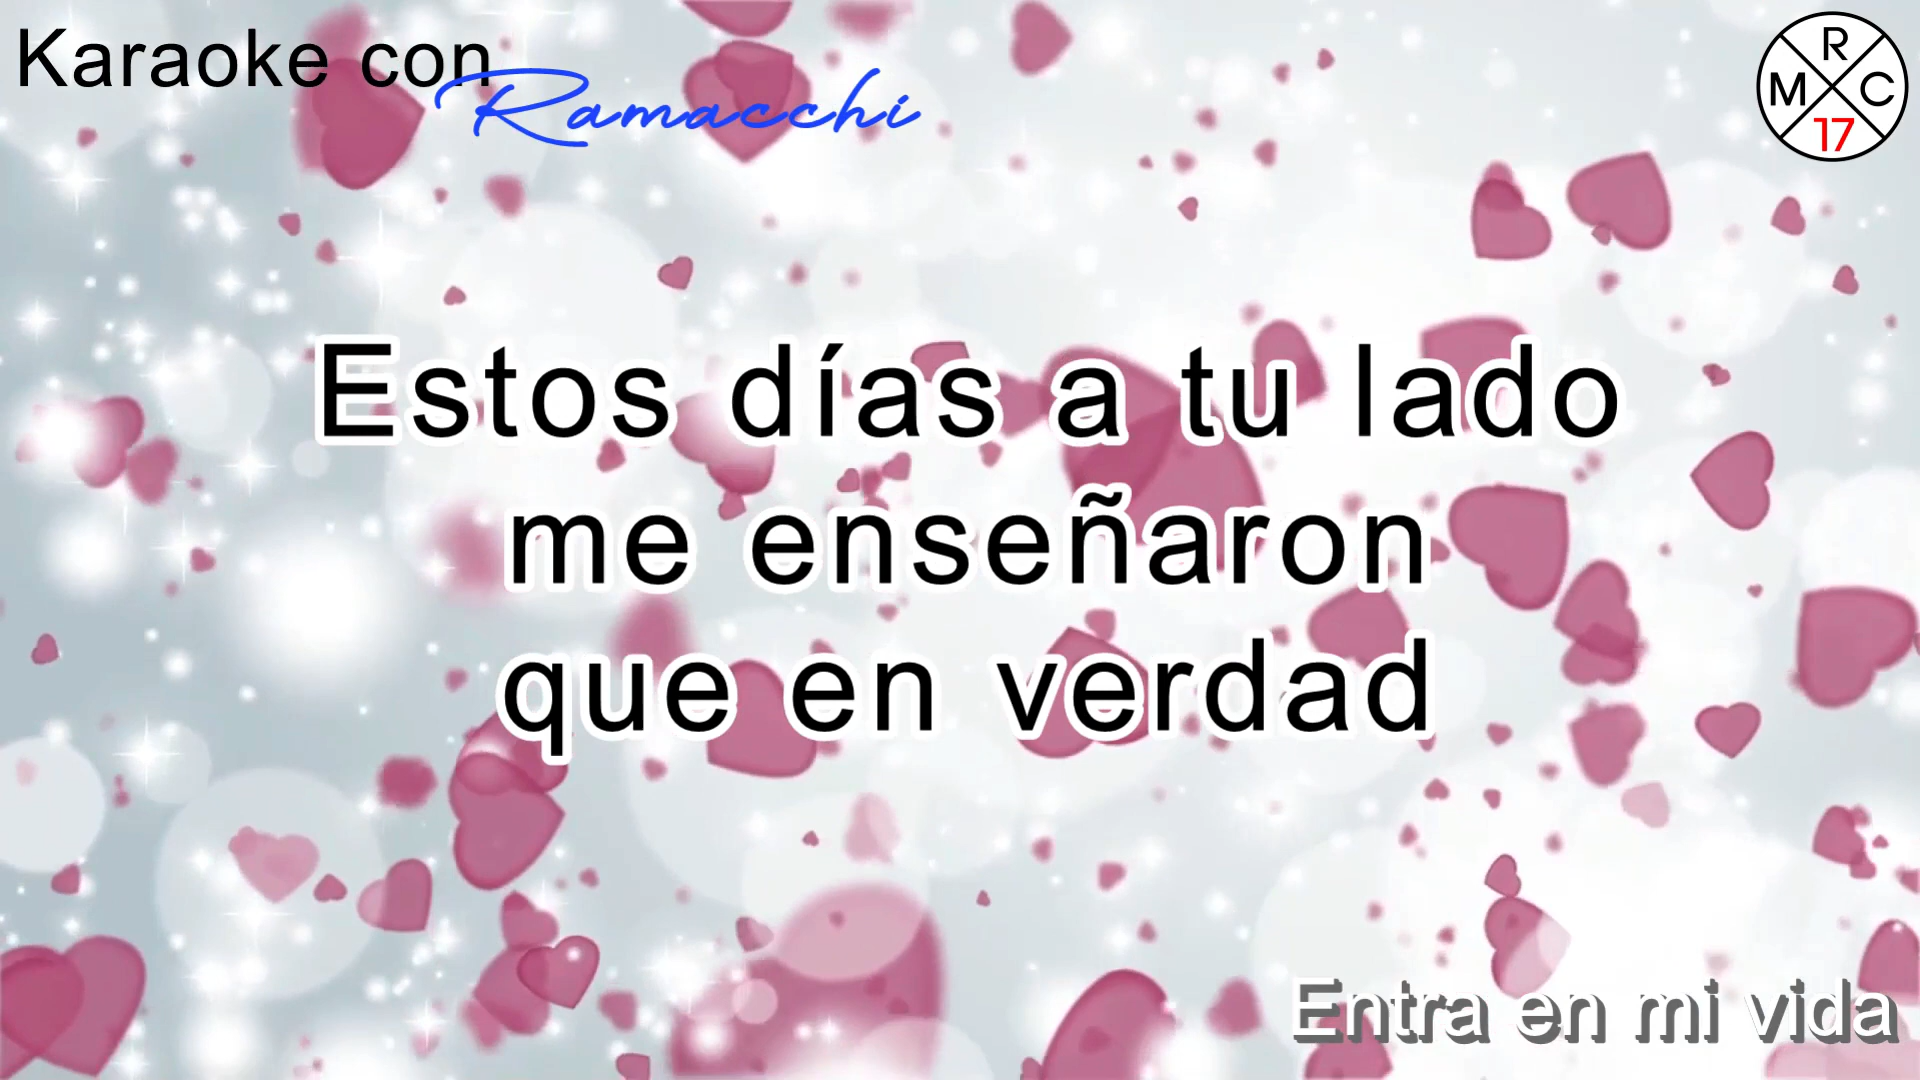 Karaoke con
Ramacchi
R
M C
17
Estos días a tu lado
me enseñaron
que en verdad
Entra en mi vida